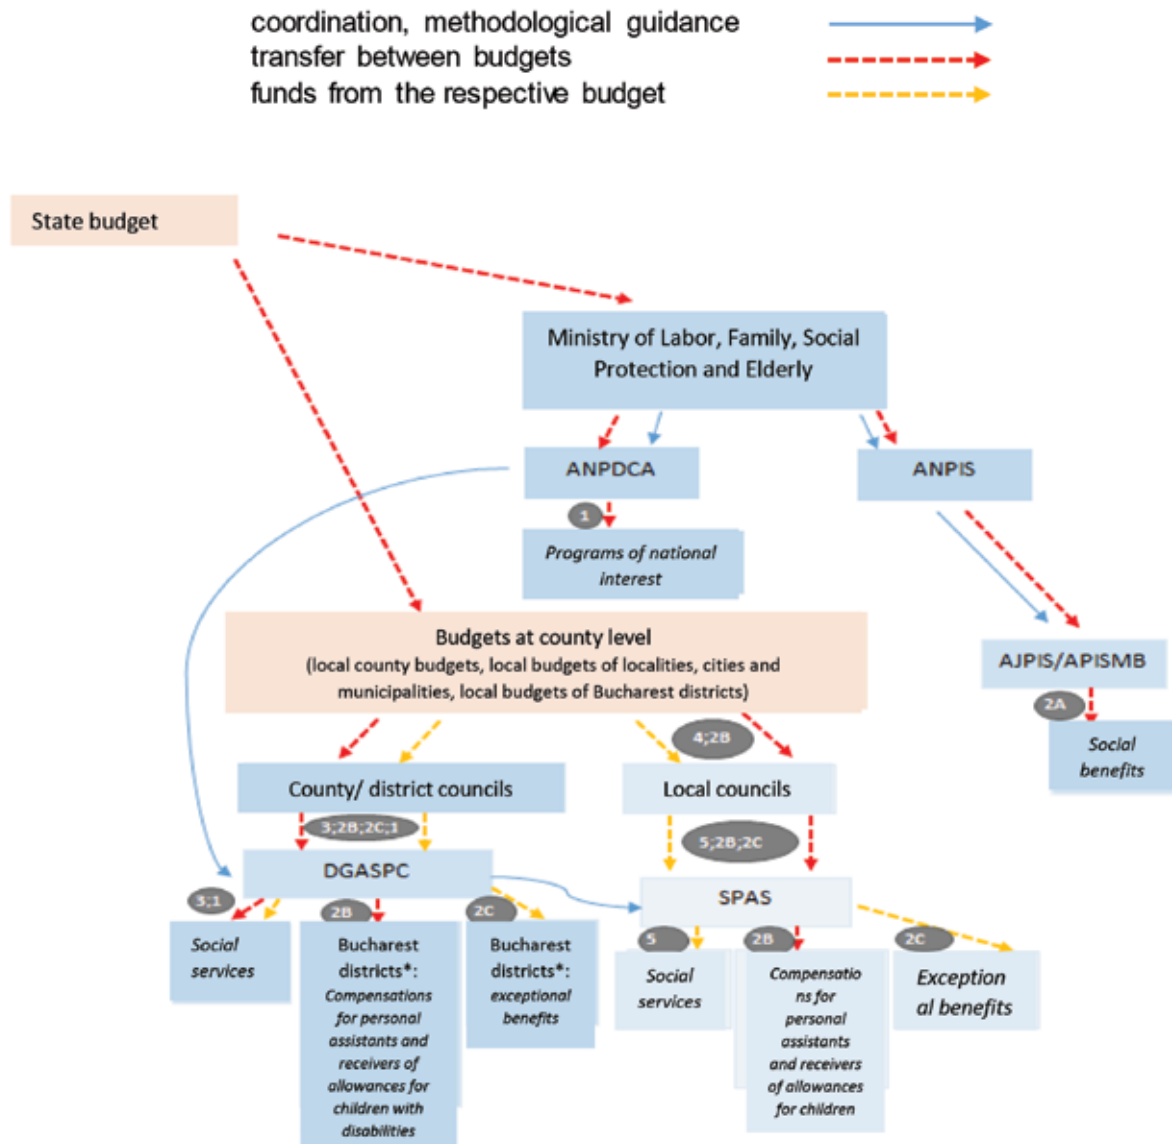 coordination, methodological guidance
transfer between budgets
funds from the respective budget
State budget
Ministry of Labor, Family, Social
Protection and Elderly
ANPDCA
ANPIS
1
Programs of national
interest
Budgets at county level
(local county budgets, local budgets of localities, cities and
municipalities, local budgets of Bucharest districts)
AJPIS/APISMB
2A
Social
benefits
4;2B
County/ district councils
Local councils
3;2B;2C;1
5;2B;2C
DGASPC
SPAS
3;1
2B
2C
5
2B
2C
Social
services
Bucharest
districts*:
Compensations
for personal
assistants and
receivers of
allowances for
children with
disabilities
Bucharest
districts*:
exceptional
benefits
Social
services
Compensatio
ns for
personal
assistants
and receivers
of allowances
for children
Exception
al benefits